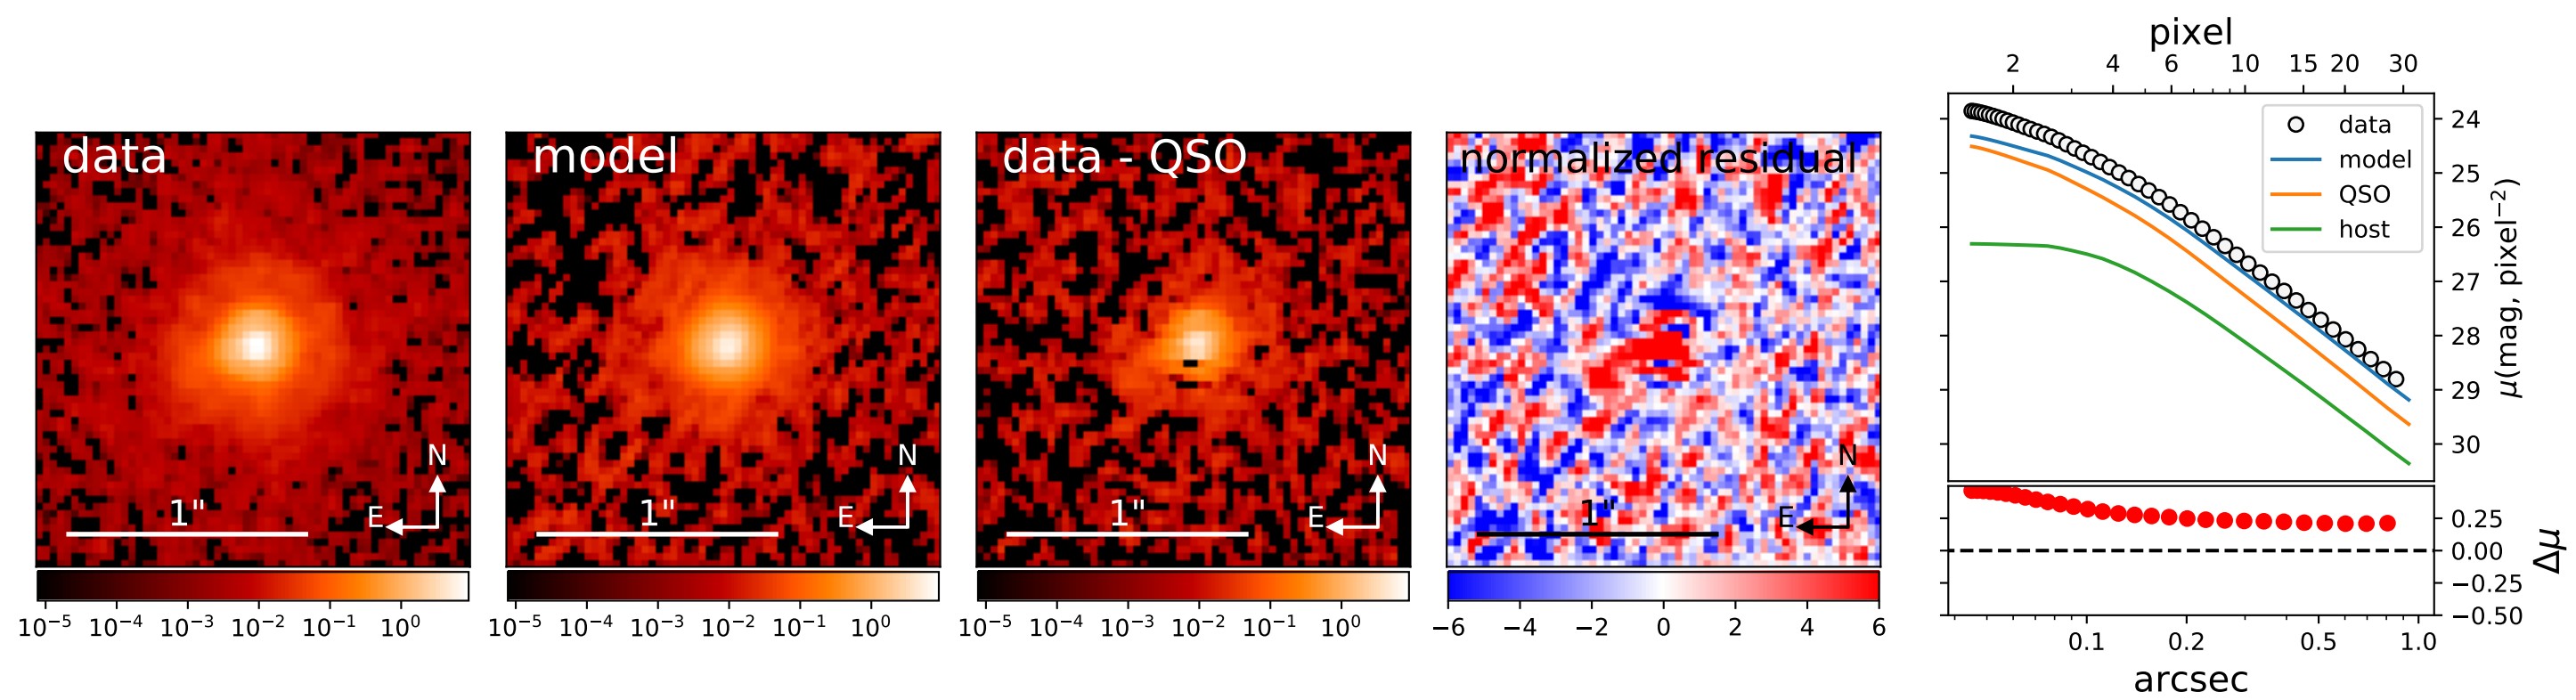 data
N
E
1"
10⁻⁵ 10⁻⁴ 10⁻³ 10⁻² 10⁻¹ 10⁰
model
N
E
1"
10⁻⁵ 10⁻⁴ 10⁻³ 10⁻² 10⁻¹ 10⁰
data - QSO
N
E
1"
10⁻⁵ 10⁻⁴ 10⁻³ 10⁻² 10⁻¹ 10⁰
normalized residual
N
E
1"
−6 −4 −2 0 2 4 6
pixel
2 4 6 10 15 20 30
data
model
QSO
host
24
25
26
27
28
29
30
μ(mag, pixel⁻²)
0.25
0.00
−0.25
−0.50
Δμ
0.1 0.2 0.5 1.0
arcsec